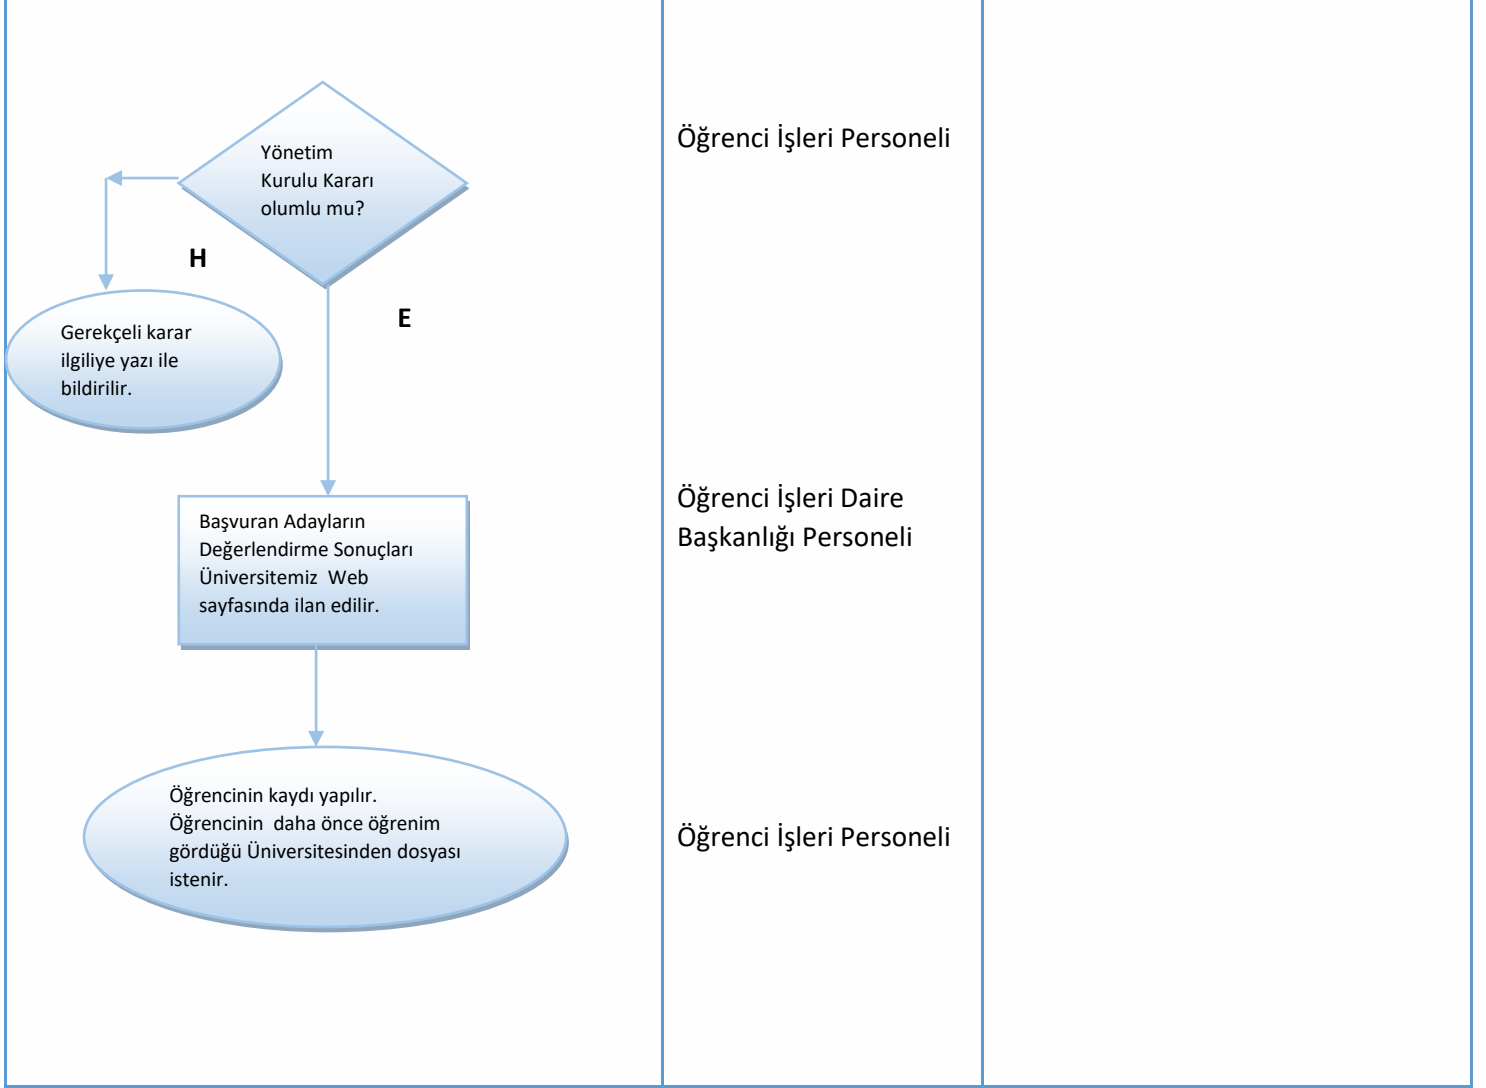 Yönetim
Kurulu Kararı
olumlu mu?
Öğrenci İşleri Personeli
H
E
Gerekçeli karar
ilgiliye yazı ile
bildirilir.
Başvuran Adayların
Değerlendirme Sonuçları
Üniversitemiz  Web
sayfasında ilan edilir.
Öğrenci İşleri Daire
Başkanlığı Personeli
Öğrencinin kaydı yapılır.
Öğrencinin  daha önce öğrenim
gördüğü Üniversitesinden dosyası
istenir.
Öğrenci İşleri Personeli